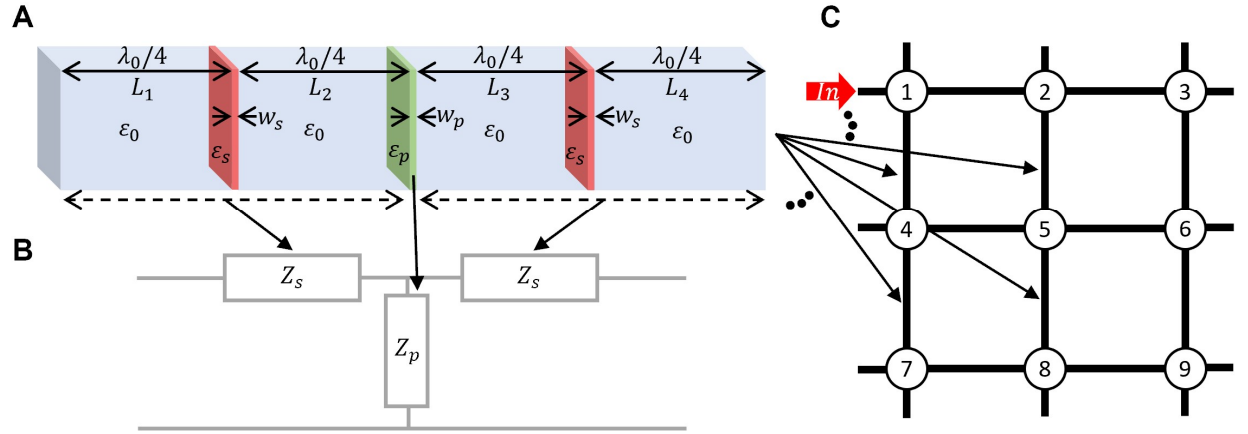 A
λ₀/4 λ₀/4 λ₀/4 λ₀/4
L₁ L₂ L₃ L₄
wₛ wₚ wₛ
ε₀ ε₀ ε₀ ε₀
εₛ εₚ εₛ
B
Zₛ Zₛ
Zₚ
C
In
1 2 3
4 5 6
7 8 9